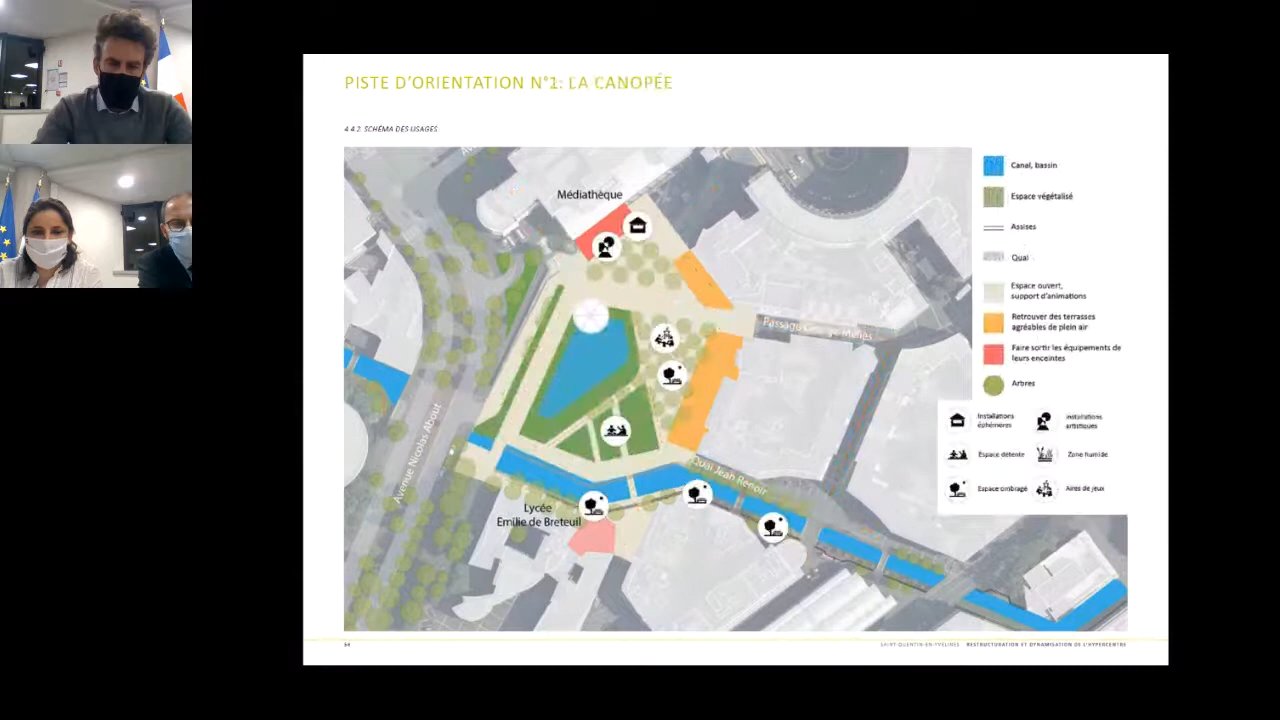 PISTE D'ORIENTATION N°1: LA CANOPÉE
4.4.2. SCHÉMA DES USAGES
Médiathèque
Passage George Méliès
Avenue Nicolas About
Quai Jean Renoir
Lycée
Emilie de Breteuil
Canal, bassin
Espace végétalisé
Assises
Quai
Espace ouvert,
support d'animations
Retrouver des terrasses
agréables de plein air
Faire sortir les équipements de
leurs enceintes
Arbres
Installations
éphémères
Installations
artistiques
Espace détente
Zone humide
Espace ombragé
Aires de jeux
SAINT-QUENTIN-EN-YVELINES . RESTRUCTURATION ET DYNAMISATION DE L'HYPERCENTRE